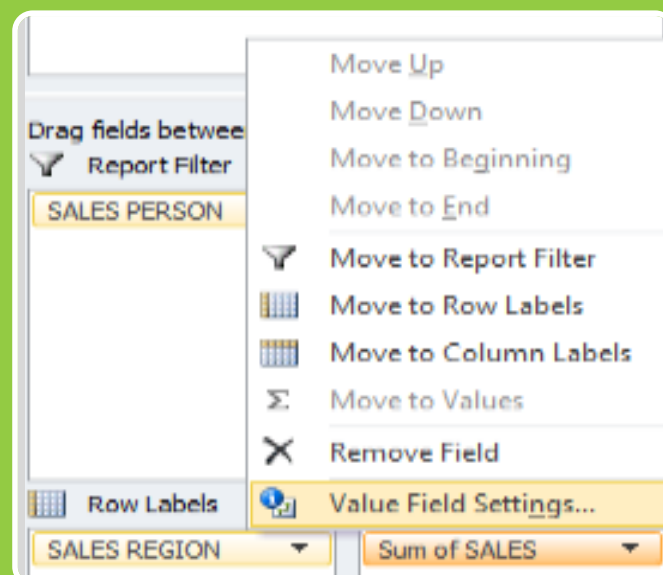 Move Up
Move Down
Drag fields betwee
Report Filter
Move to Beginning
SALES PERSON
Move to End
Move to Report Filter
Move to Row Labels
Move to Column Labels
Σ Move to Values
Remove Field
Row Labels
Value Field Settings...
SALES REGION
Sum of SALES